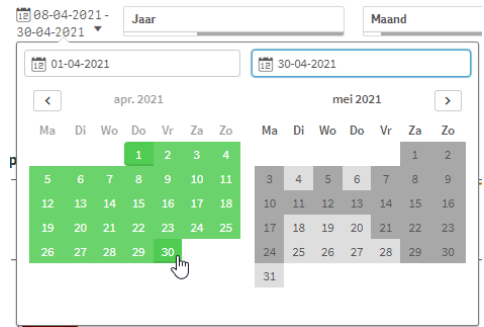 08-04-2021 -
30-04-2021
Jaar
Maand
01-04-2021
30-04-2021
apr. 2021
mei 2021
Ma Di Wo Do Vr Za Zo
Ma Di Wo Do Vr Za Zo
1 2 3 4
1 2
5 6 7 8 9 10 11
3 4 5 6 7 8 9
12 13 14 15 16 17 18
10 11 12 13 14 15 16
19 20 21 22 23 24 25
17 18 19 20 21 22 23
26 27 28 29 30
24 25 26 27 28 29 30
31
p